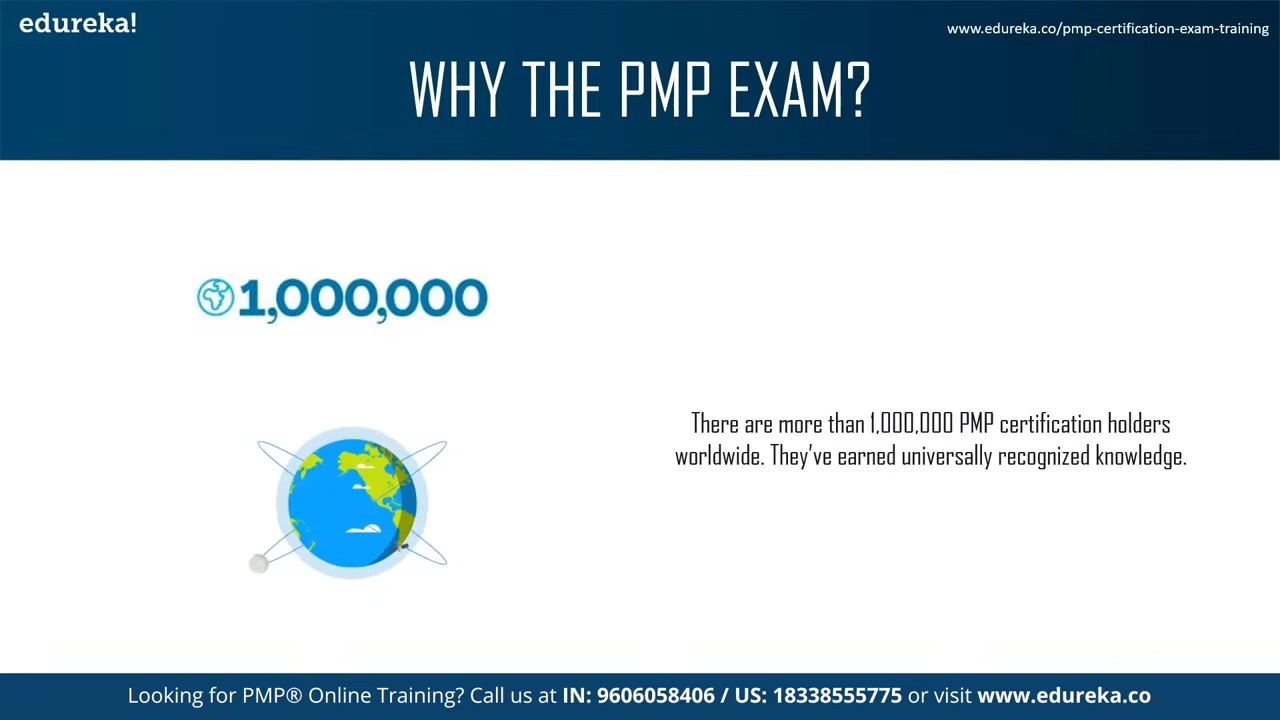 edureka!
www.edureka.co/pmp-certification-exam-training
WHY THE PMP EXAM?
1,000,000
There are more than 1,000,000 PMP certification holders
worldwide. They've earned universally recognized knowledge.
Looking for PMP® Online Training? Call us at IN: 9606058406 / US: 18338555775 or visit www.edureka.co